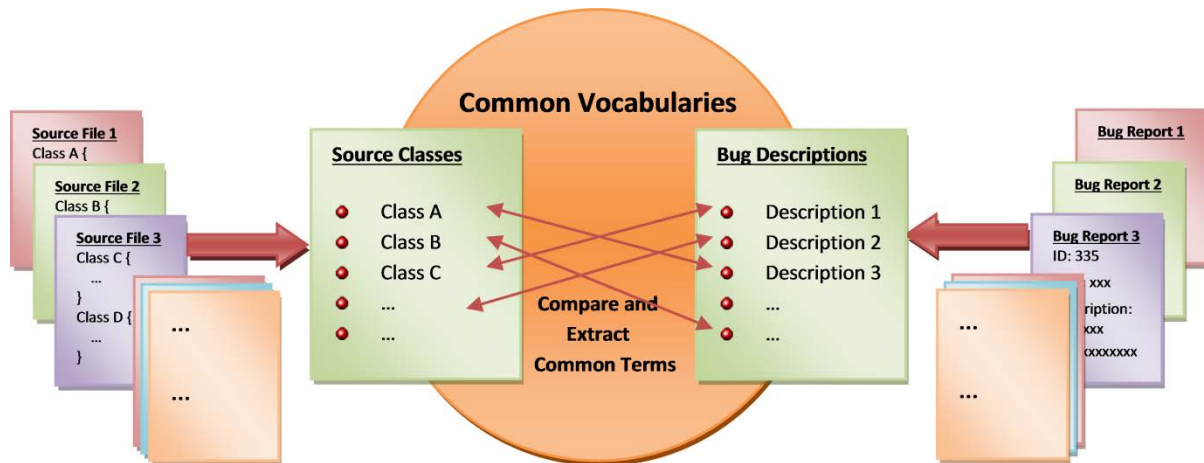 Common Vocabularies
Source File 1
Class A {
Source File 2
Class B {
Source File 3
Class C {
...
}
Class D {
...
}
...
...
Source Classes
Class A
Class B
Class C
...
...
Compare and
Extract
Common Terms
Bug Descriptions
Description 1
Description 2
Description 3
...
...
Bug Report 1
Bug Report 2
Bug Report 3
ID: 335
xxx
ription:
xxx
xxxxxxxx
...
...